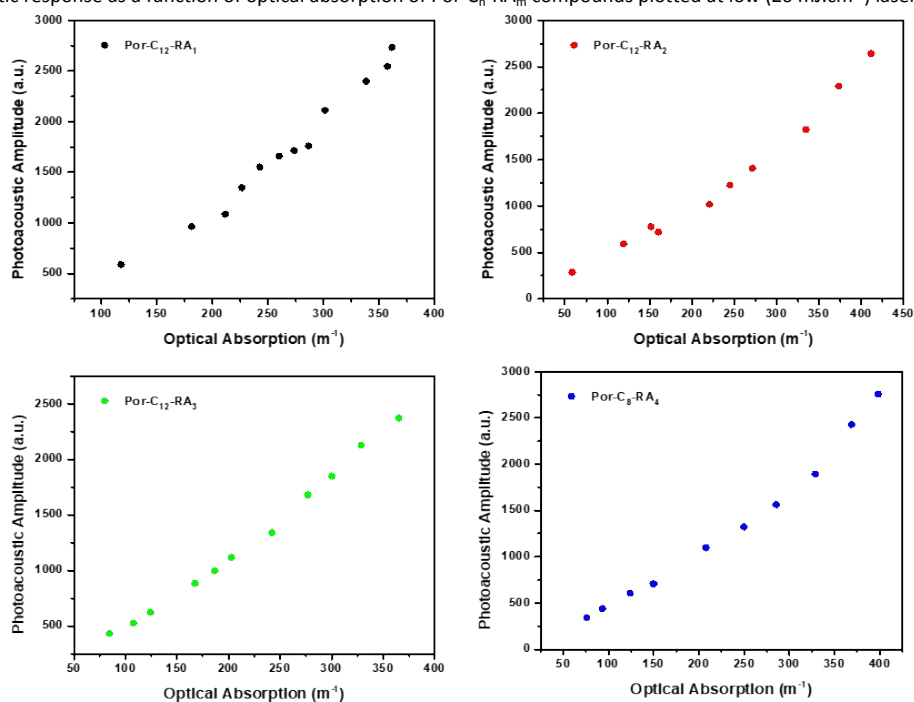 tic response as a function of optical absorption of Por-Cn-RAm compounds plotted at low (20 mJ.cm-2) laser
Por-C12-RA1
Photoacoustic Amplitude (a.u.)
3000
2500
2000
1500
1000
500
100 150 200 250 300 350 400
Optical Absorption (m-1)
Por-C12-RA2
Photoacoustic Amplitude (a.u.)
3000
2500
2000
1500
1000
500
0
50 100 150 200 250 300 350 400 450
Optical Absorption (m-1)
Por-C12-RA3
Photoacoustic Amplitude (a.u.)
2500
2000
1500
1000
500
50 100 150 200 250 300 350 400
Optical Absorption (m-1)
Por-C8-RA4
Photoacoustic Amplitude (a.u.)
3000
2500
2000
1500
1000
500
0
50 100 150 200 250 300 350 400
Optical Absorption (m-1)